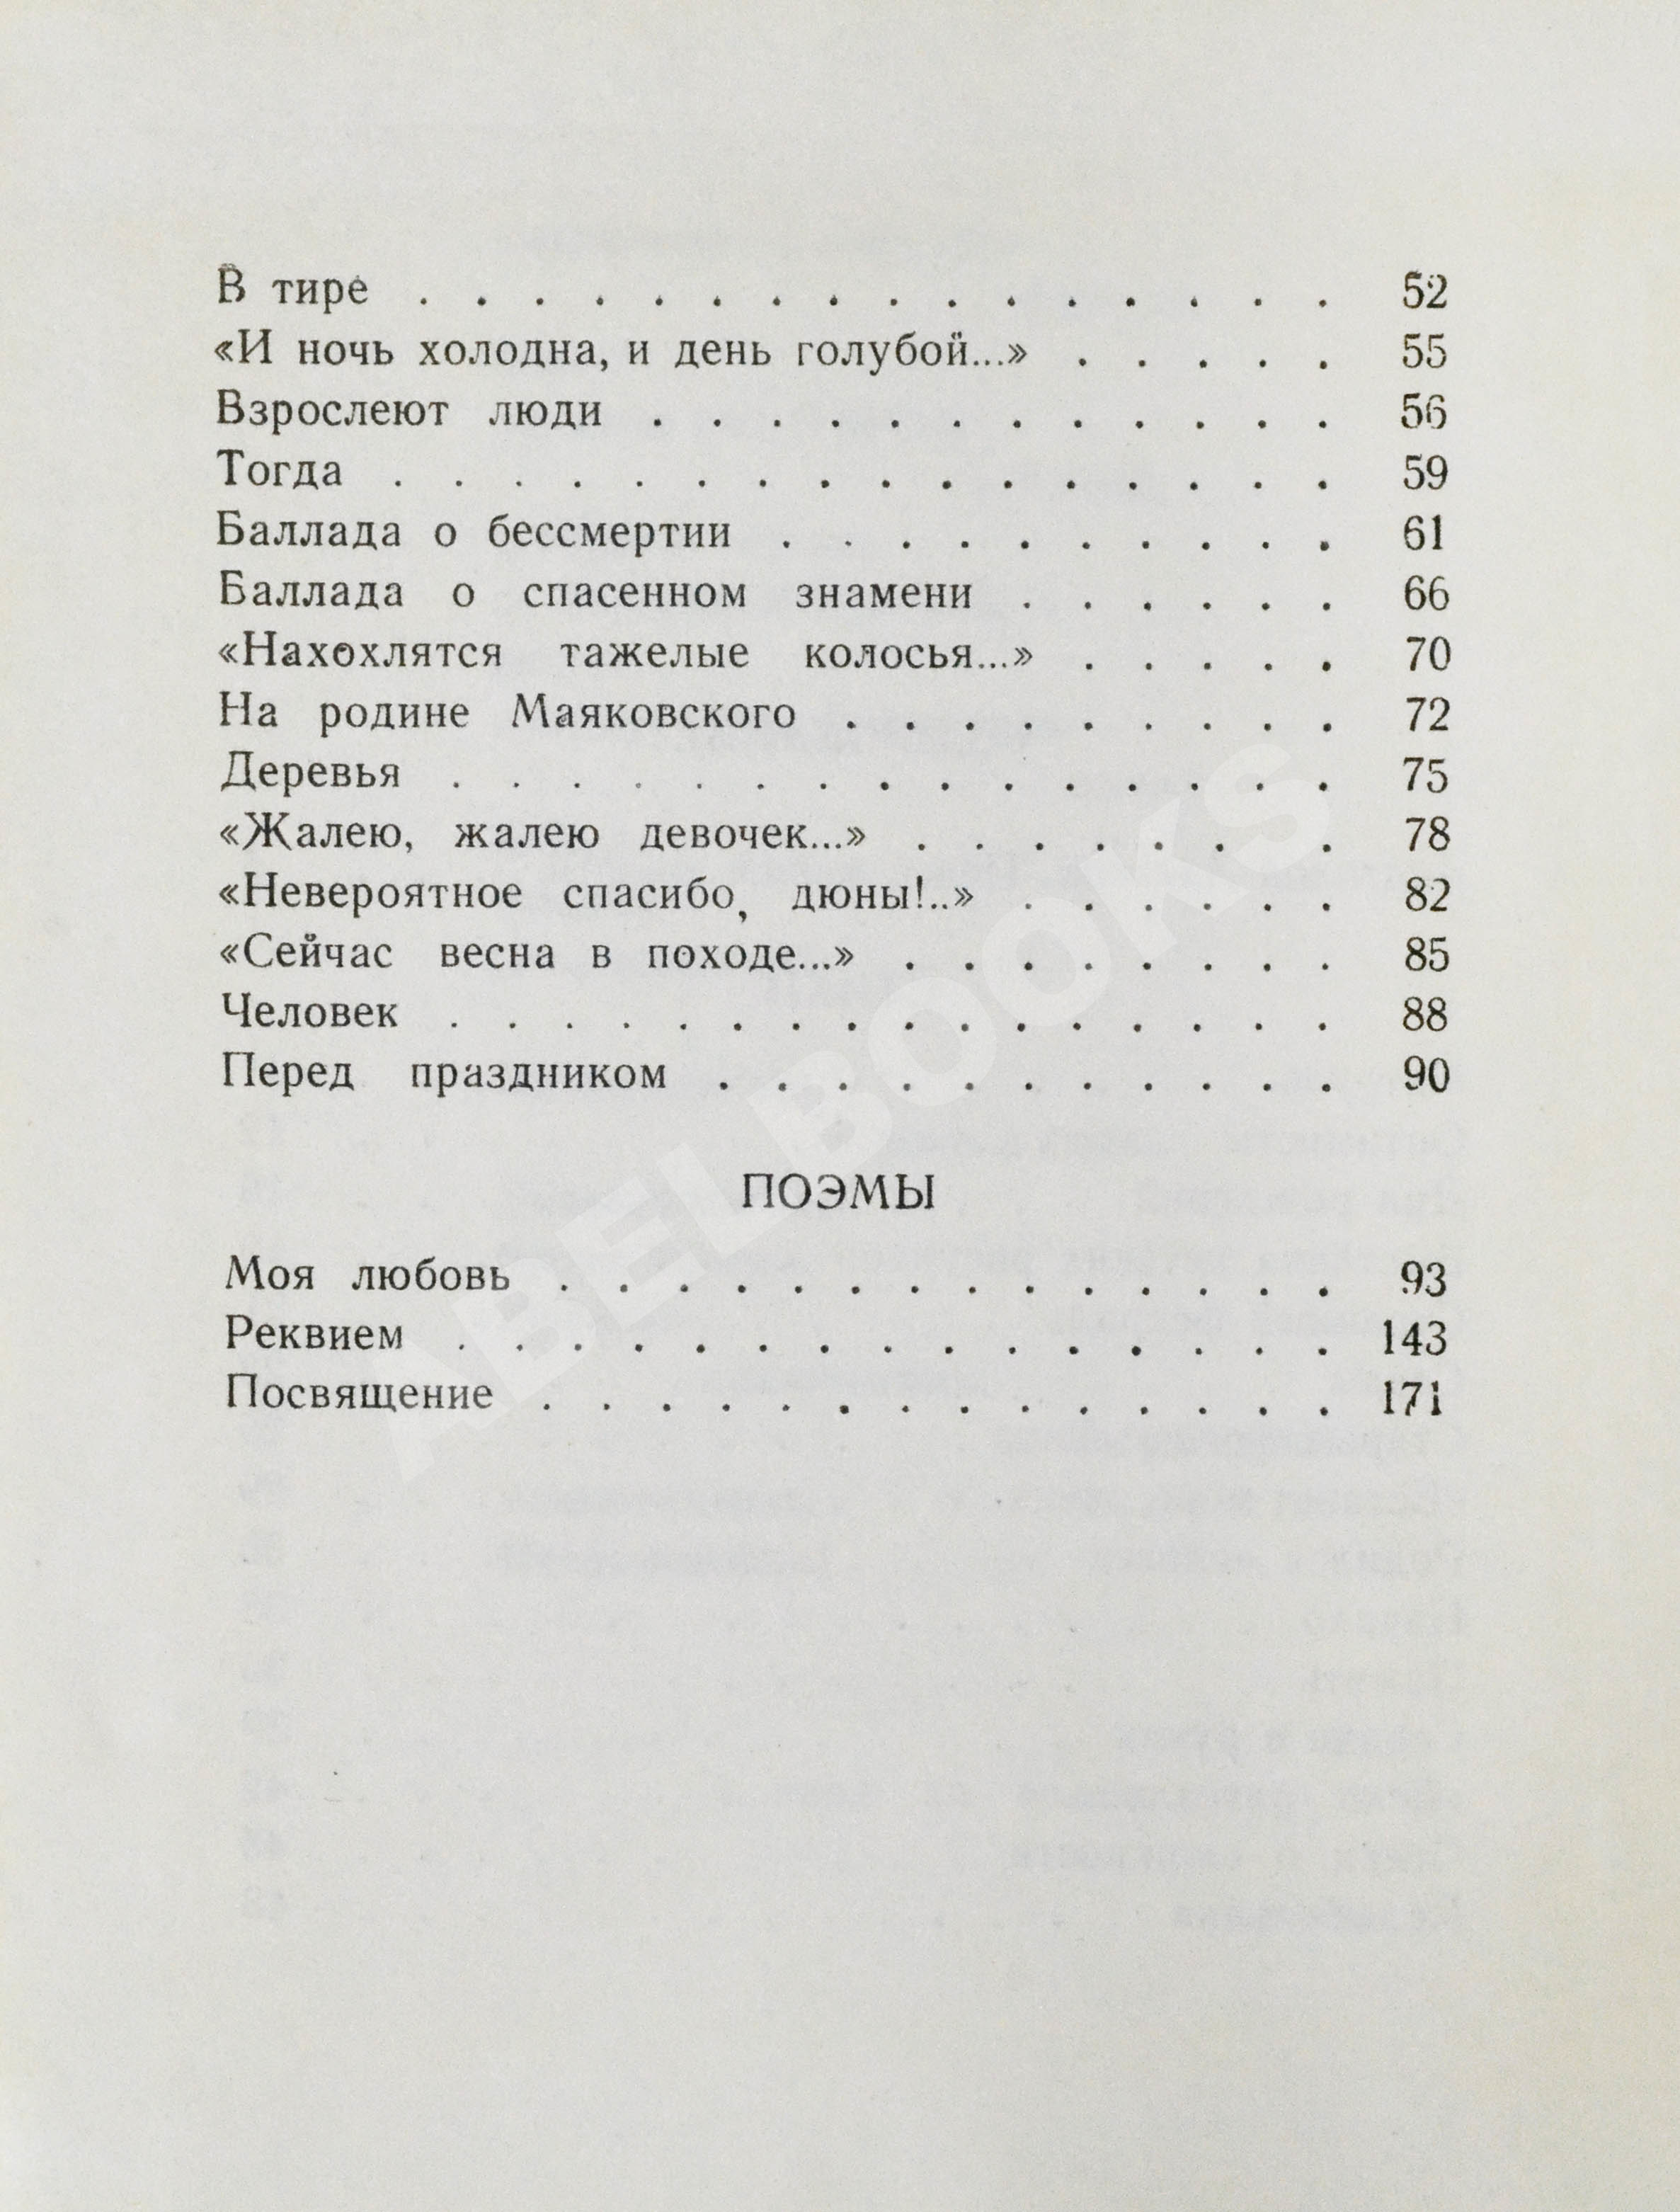 В тире . . . . . . . . . . . . . . . . 52
«И ночь холодна, и день голубой...» . . . . . 55
Взрослеют люди . . . . . . . . . . . . 56
Тогда . . . . . . . . . . . . . . . . 59
Баллада о бессмертии . . . . . . . . . . 61
Баллада о спасенном знамени . . . . . . 66
«Нахохлятся тажелые колосья...» . . . . . 70
На родине Маяковского . . . . . . . . . 72
Деревья . . . . . . . . . . . . . . . 75
«Жалею, жалею девочек...» . . . . . . . 78
«Невероятное спасибо, дюны!..» . . . . . . 82
«Сейчас весна в походе...» . . . . . . . . 85
Человек . . . . . . . . . . . . . . . . 88
Перед праздником . . . . . . . . . . . 90
ПОЭМЫ
Моя любовь . . . . . . . . . . . . . . 93
Реквием . . . . . . . . . . . . . . . 143
Посвящение . . . . . . . . . . . . . . 171
ABELBOOKS